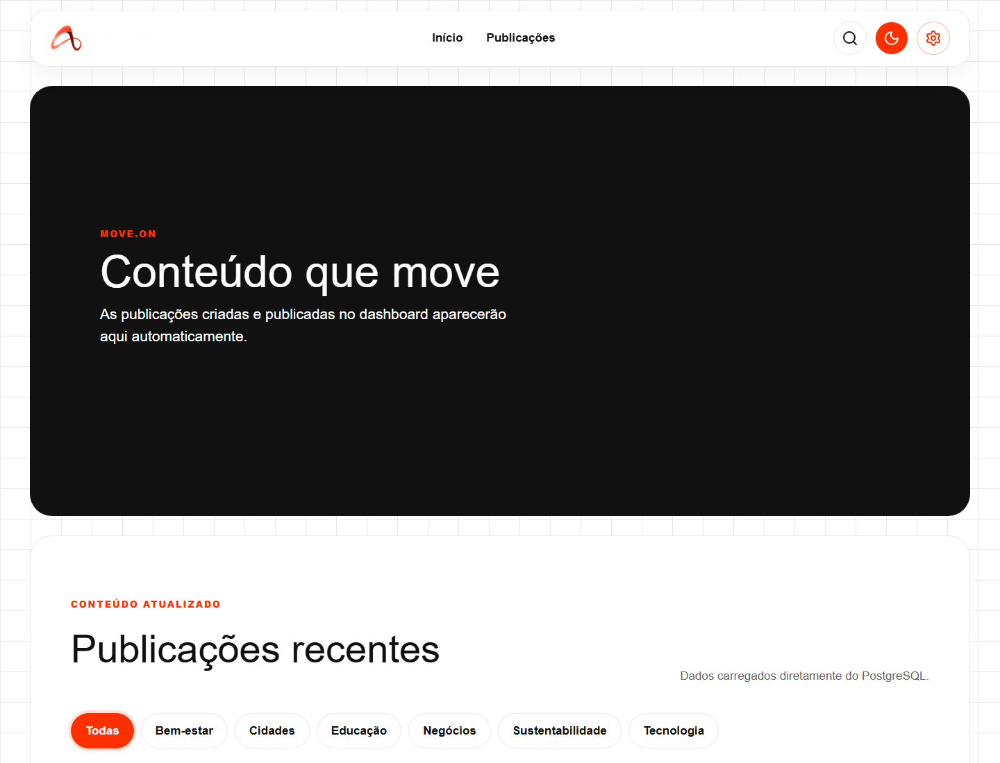 Início
Publicações
MOVE.ON
Conteúdo que move
As publicações criadas e publicadas no dashboard aparecerão
aqui automaticamente.
CONTEÚDO ATUALIZADO
Publicações recentes
Dados carregados diretamente do PostgreSQL.
Todas
Bem-estar
Cidades
Educação
Negócios
Sustentabilidade
Tecnologia